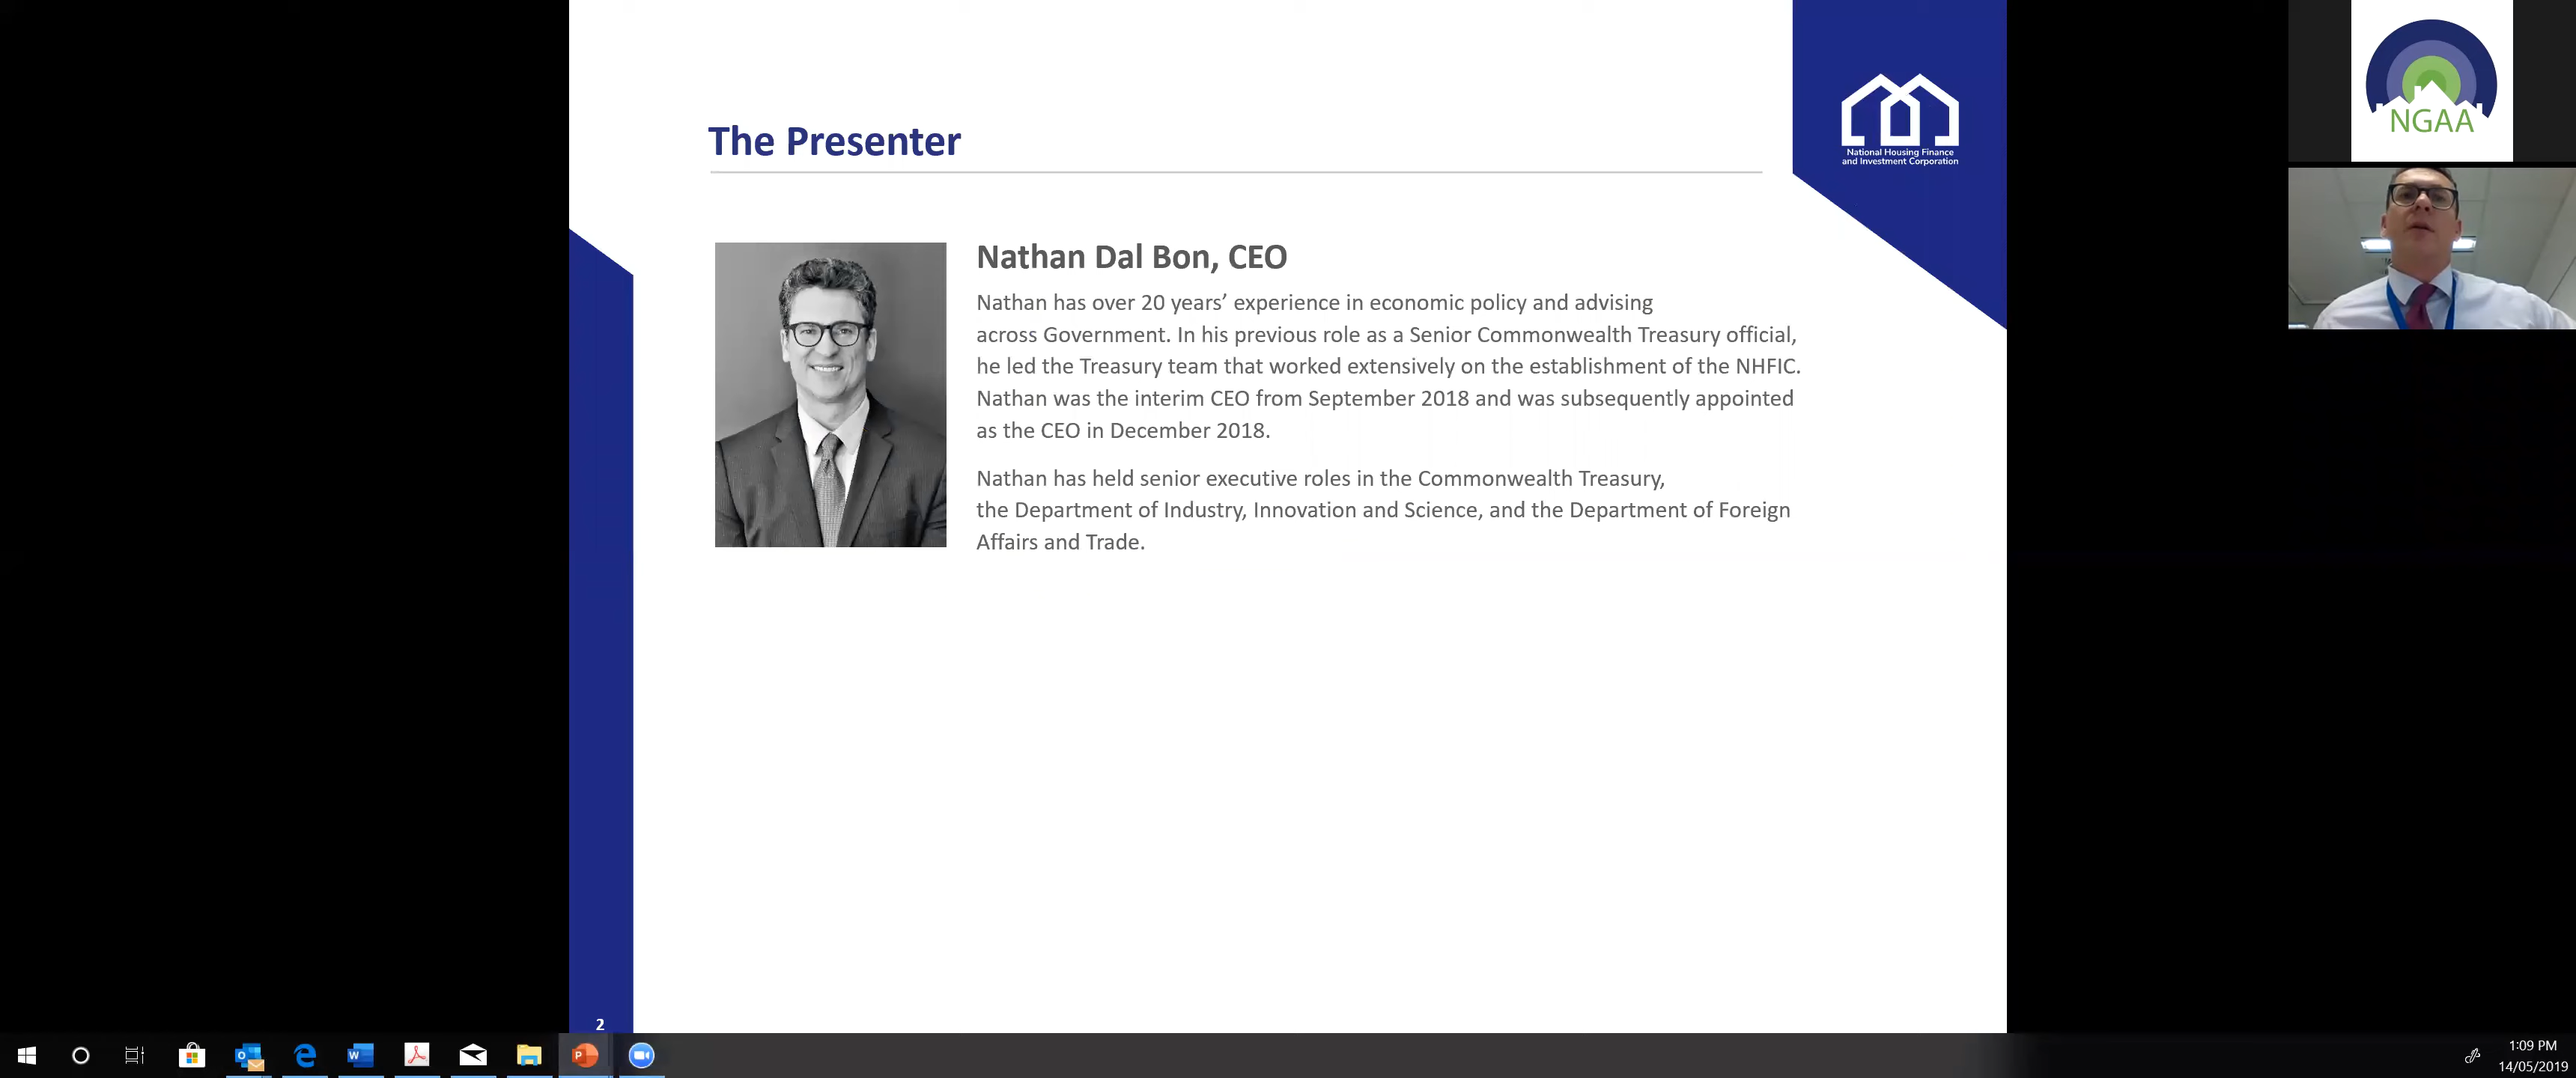 The Presenter
National Housing Finance
and Investment Corporation
NGAA
Nathan Dal Bon, CEO
Nathan has over 20 years’ experience in economic policy and advising
across Government. In his previous role as a Senior Commonwealth Treasury official,
he led the Treasury team that worked extensively on the establishment of the NHFIC.
Nathan was the interim CEO from September 2018 and was subsequently appointed
as the CEO in December 2018.
Nathan has held senior executive roles in the Commonwealth Treasury,
the Department of Industry, Innovation and Science, and the Department of Foreign
Affairs and Trade.
2
1:09 PM
14/05/2019